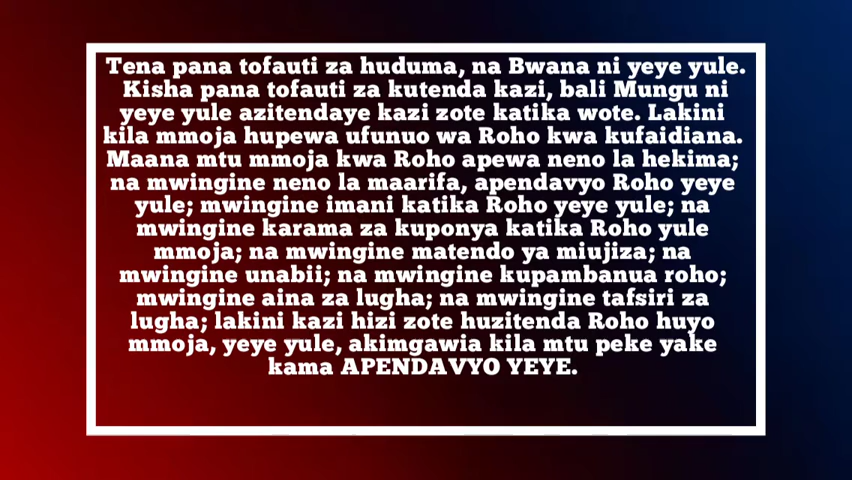 Tena pana tofauti za huduma, na Bwana ni yeye yule.
Kisha pana tofauti za kutenda kazi, bali Mungu ni
yeye yule azitendaye kazi zote katika wote. Lakini
kila mmoja hupewa ufunuo wa Roho kwa kufaidiana.
Maana mtu mmoja kwa Roho apewa neno la hekima;
na mwingine neno la maarifa, apendavyo Roho yeye
yule; mwingine imani katika Roho yeye yule; na
mwingine karama za kuponya katika Roho yule
mmoja; na mwingine matendo ya miujiza; na
mwingine unabii; na mwingine kupambanua roho;
mwingine aina za lugha; na mwingine tafsiri za
lugha; lakini kazi hizi zote huzitenda Roho huyo
mmoja, yeye yule, akimgawia kila mtu peke yake
kama APENDAVYO YEYE.